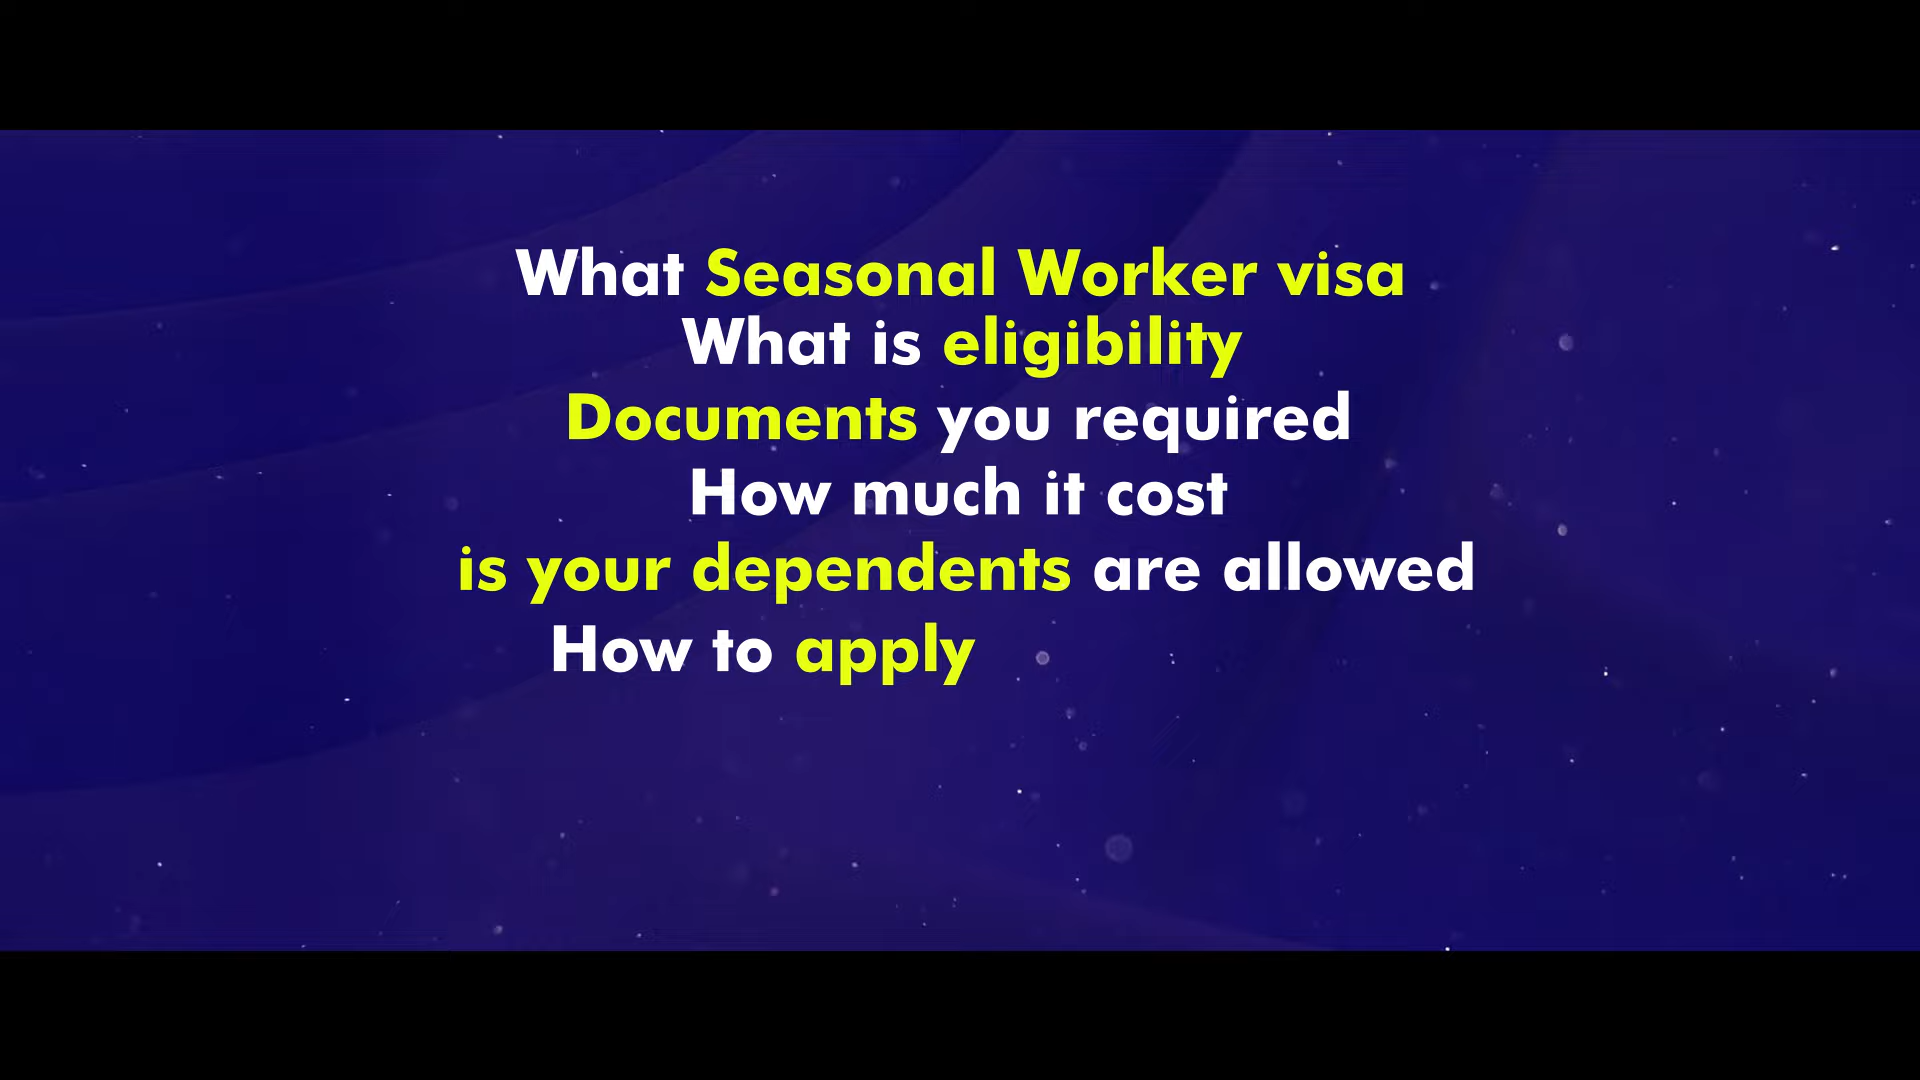 What Seasonal Worker visa
What is eligibility
Documents you required
How much it cost
is your dependents are allowed
How to apply